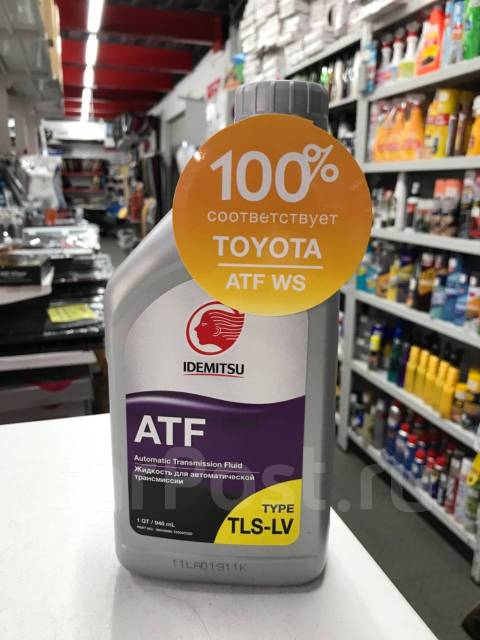 100%
соответствует
TOYOTA
ATF WS
IDEMITSU
ATF
Automatic Transmission Fluid
Жидкость для автоматической
трансмиссии
TYPE
TLS-LV
1 QT / 946 mL
11LA01911K